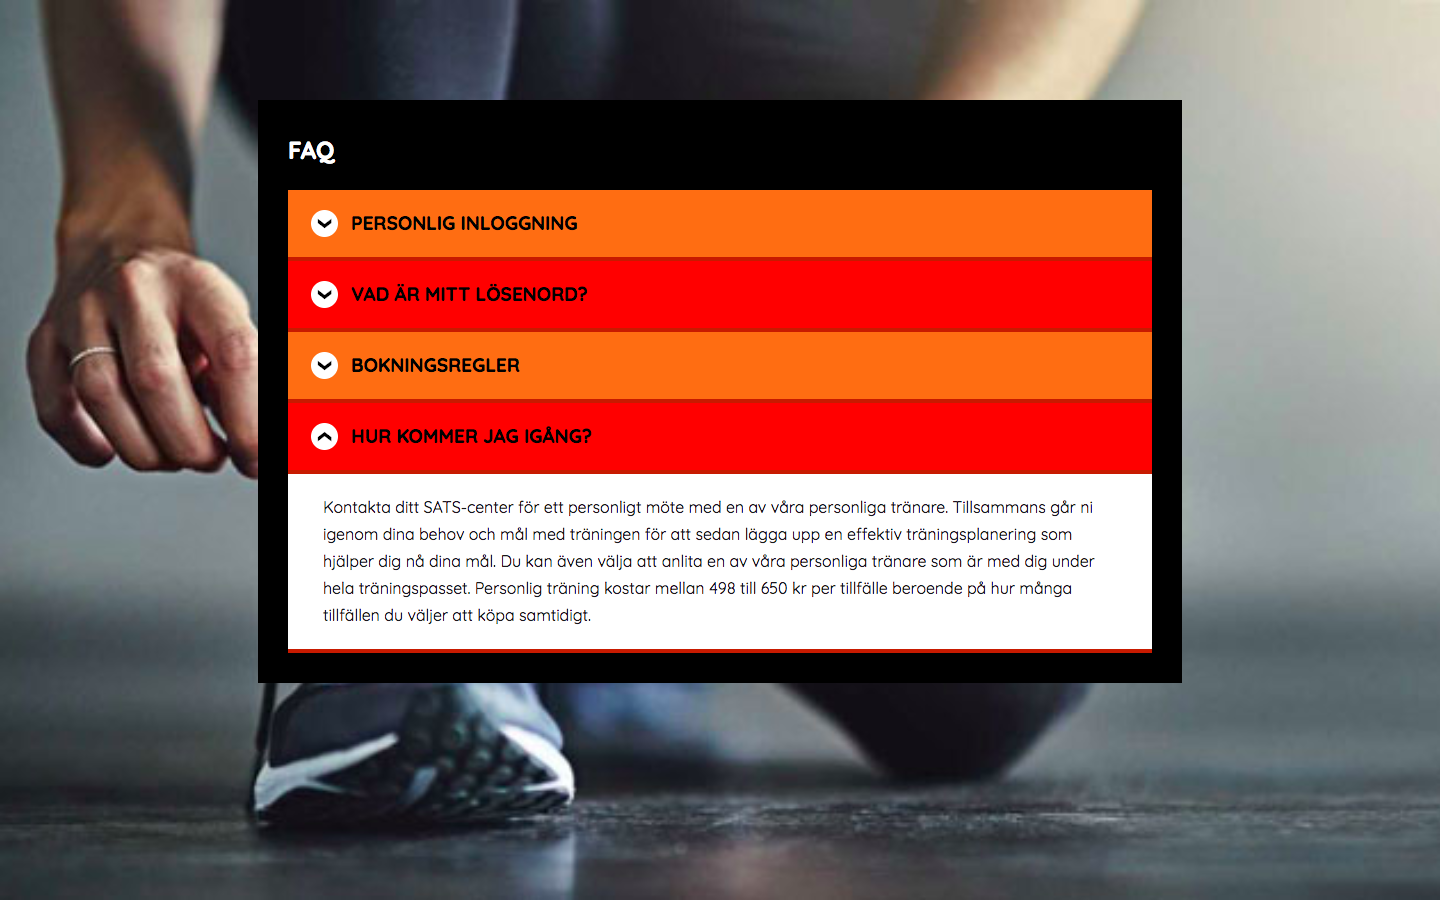 FAQ
PERSONLIG INLOGGNING
VAD ÄR MITT LÖSENORD?
BOKNINGSREGLER
HUR KOMMER JAG IGÅNG?
Kontakta ditt SATS-center för ett personligt möte med en av våra personliga tränare. Tillsammans går ni
igenom dina behov och mål med träningen för att sedan lägga upp en effektiv träningsplanering som
hjälper dig nå dina mål. Du kan även välja att anlita en av våra personliga tränare som är med dig under
hela träningspasset. Personlig träning kostar mellan 498 till 650 kr per tillfälle beroende på hur många
tillfällen du väljer att köpa samtidigt.